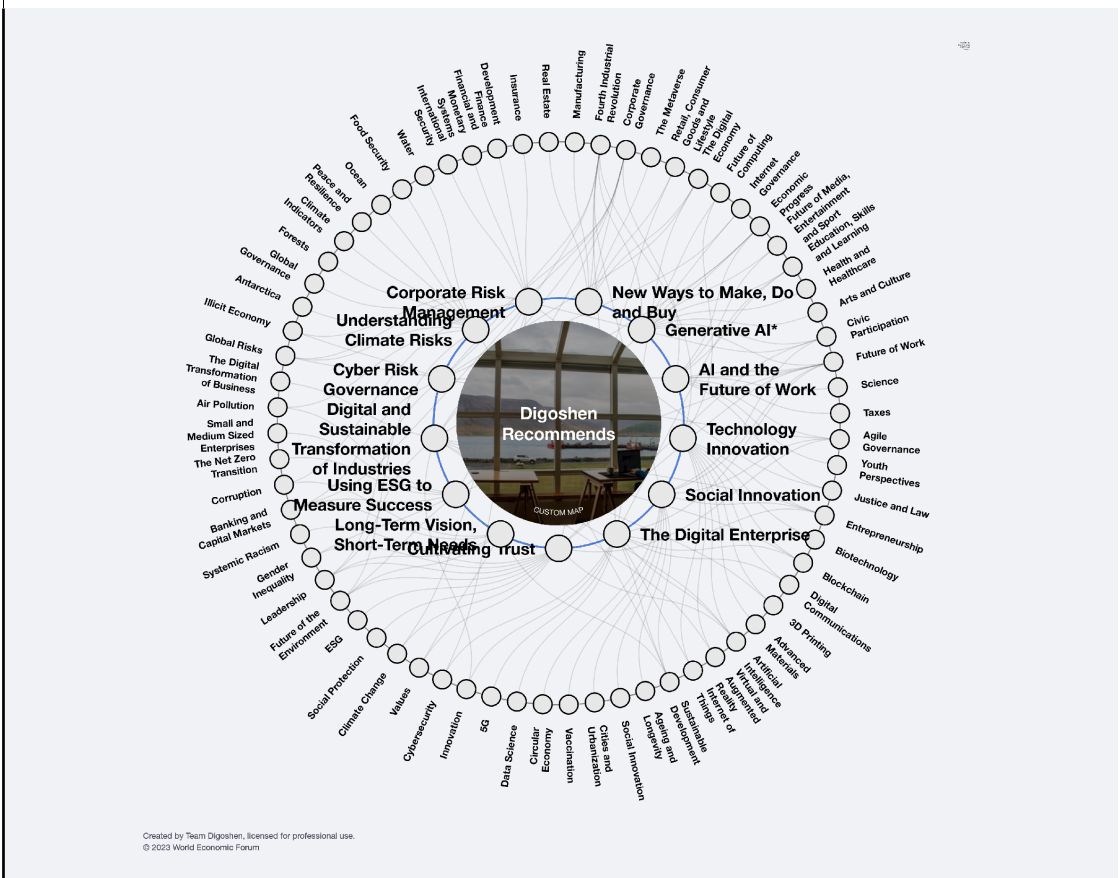 Digoshen
Recommends
CUSTOM MAP
New Ways to Make, Do
and Buy
Generative AI*
AI and the
Future of Work
Technology
Innovation
Social Innovation
The Digital Enterprise
Cultivating Trust
Long-Term Vision,
Short-Term Needs
Using ESG to
Measure Success
Digital and
Sustainable
Transformation
of Industries
Cyber Risk
Governance
Understanding
Climate Risks
Corporate Risk
Management
Manufacturing
Fourth Industrial
Revolution
Corporate
Governance
The Metaverse
Retail, Consumer
Goods and
Lifestyle
The Digital
Economy
Future of
Computing
Internet
Governance
Economic
Progress
Future of Media,
Entertainment
and Sport
Education, Skills
and Learning
Health and
Healthcare
Arts and Culture
Civic
Participation
Future of Work
Science
Taxes
Agile
Governance
Youth
Perspectives
Justice and Law
Entrepreneurship
Biotechnology
Blockchain
Digital
Communications
3D Printing
Advanced
Materials
Artificial
Intelligence
Virtual and
Augmented
Reality
Internet of
Things
Sustainable
Development
Ageing and
Longevity
Social Innovation
Cities and
Urbanization
Vaccination
Circular
Economy
Data Science
5G
Innovation
Cybersecurity
Values
Climate Change
Social Protection
ESG
Future of the
Environment
Leadership
Gender
Inequality
Systemic Racism
Banking and
Capital Markets
Corruption
The Net Zero
Transition
Small and
Medium Sized
Enterprises
Air Pollution
The Digital
Transformation
of Business
Global Risks
Illicit Economy
Antarctica
Global
Governance
Forests
Climate
Indicators
Peace and
Resilience
Ocean
Food Security
Water
International
Security
Financial and
Monetary
Systems
Development
Finance
Insurance
Real Estate
Created by Team Digoshen, licensed for professional use.
© 2023 World Economic Forum